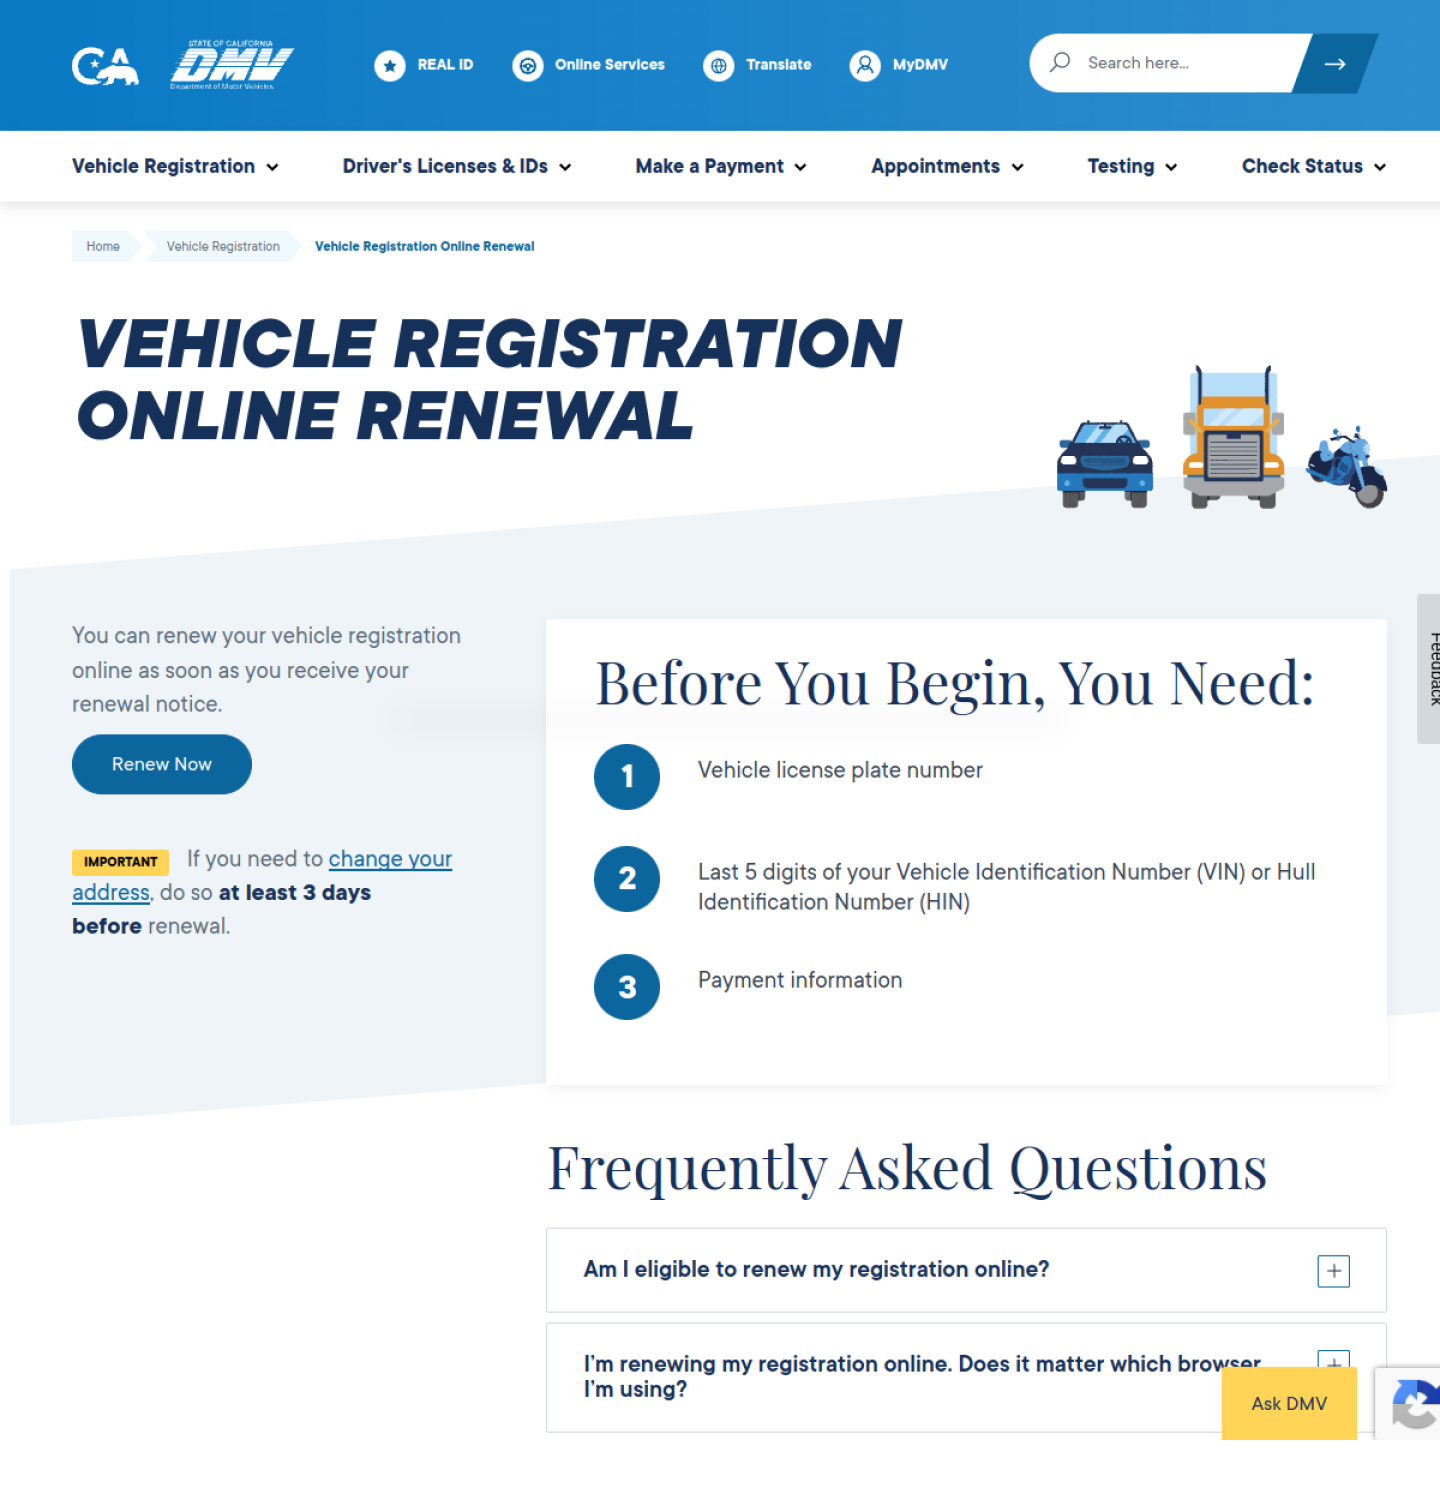 CA
STATE OF CALIFORNIA
DMV
Department of Motor Vehicles
REAL ID
Online Services
Translate
MyDMV
Search here...
Vehicle Registration
Driver's Licenses & IDs
Make a Payment
Appointments
Testing
Check Status
Home
Vehicle Registration
Vehicle Registration Online Renewal
VEHICLE REGISTRATION
ONLINE RENEWAL
You can renew your vehicle registration
online as soon as you receive your
renewal notice.
Renew Now
IMPORTANT If you need to change your
address, do so at least 3 days
before renewal.
Before You Begin, You Need:
1 Vehicle license plate number
2 Last 5 digits of your Vehicle Identification Number (VIN) or Hull
Identification Number (HIN)
3 Payment information
Feedback
Frequently Asked Questions
Am I eligible to renew my registration online?
I'm renewing my registration online. Does it matter which browser
I'm using?
Ask DMV